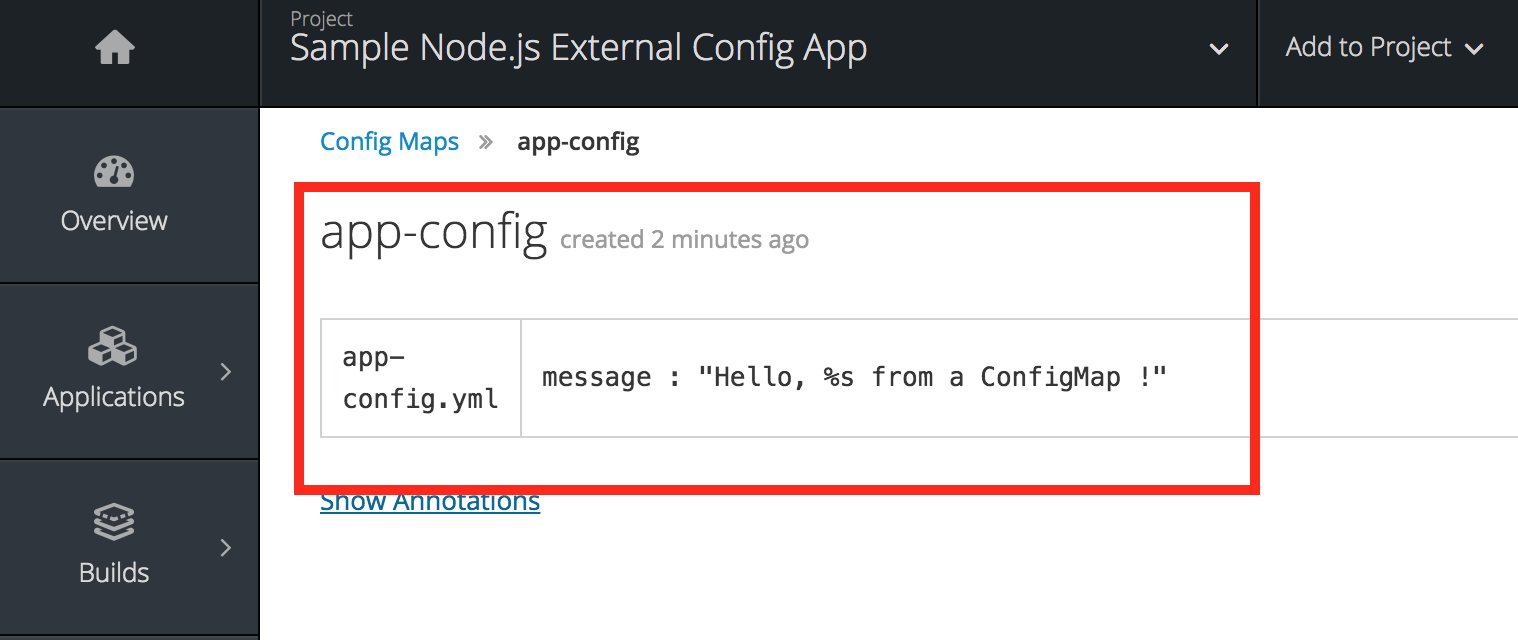 Project
Sample Node.js External Config App
Add to Project
Config Maps » app-config
Overview
app-config created 2 minutes ago
app-
config.yml
message : "Hello, %s from a ConfigMap !"
Applications
Show Annotations
Builds